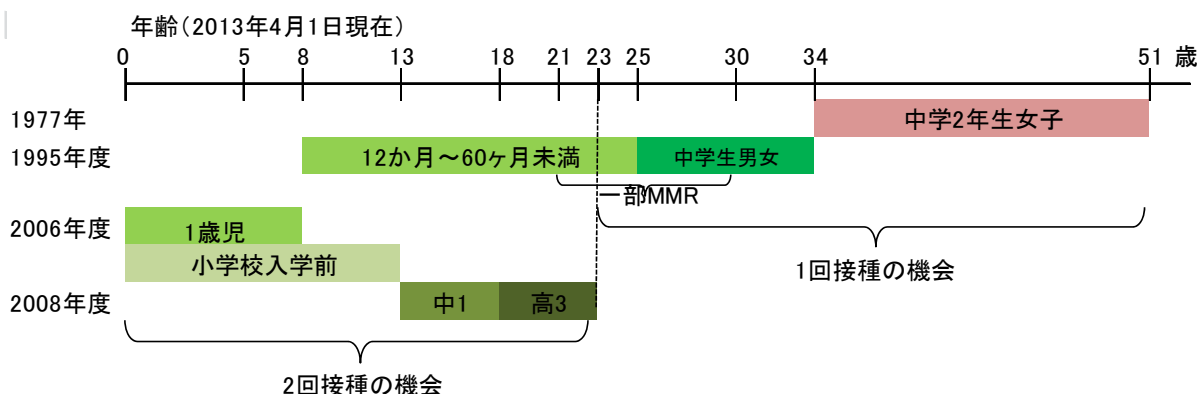 年齢(2013年4月1日現在)
0 5 8 13 18 21 23 25 30 34 51 歳
1977年 中学2年生女子
1995年度 12か月～60ヶ月未満 中学生男女
一部MMR
2006年度 1歳児
小学校入学前
1回接種の機会
2008年度 中1 高3
2回接種の機会